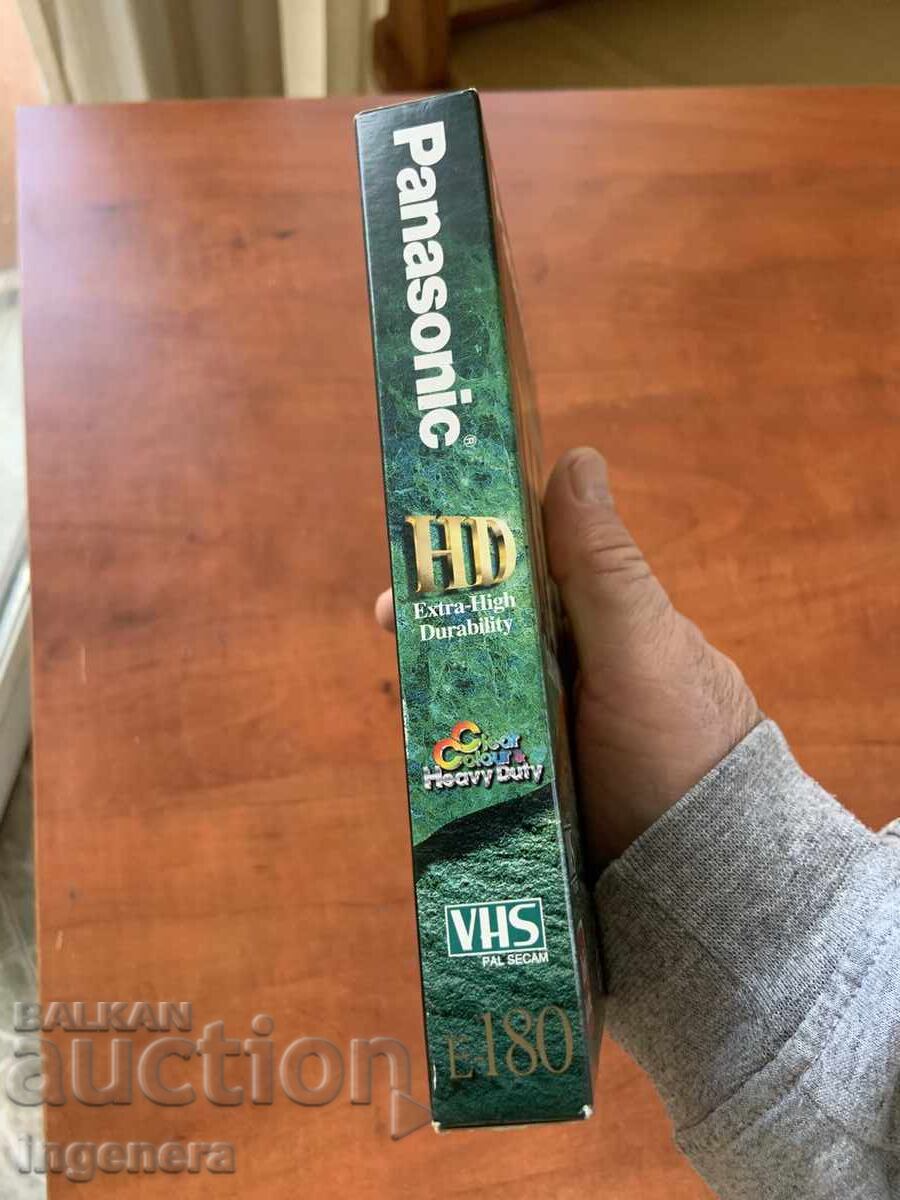 Panasonic®
HD
Extra-High
Durability
Clear
Colour &
Heavy Duty
VHS
PAL SECAM
E-180
BALKAN
auction
ingenera